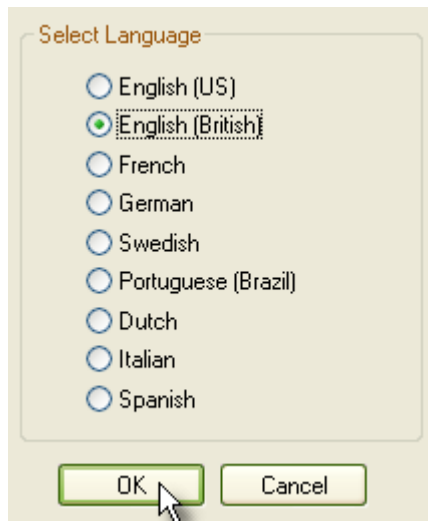 Select Language
English (US)
English (British)
French
German
Swedish
Portuguese (Brazil)
Dutch
Italian
Spanish
OK
Cancel